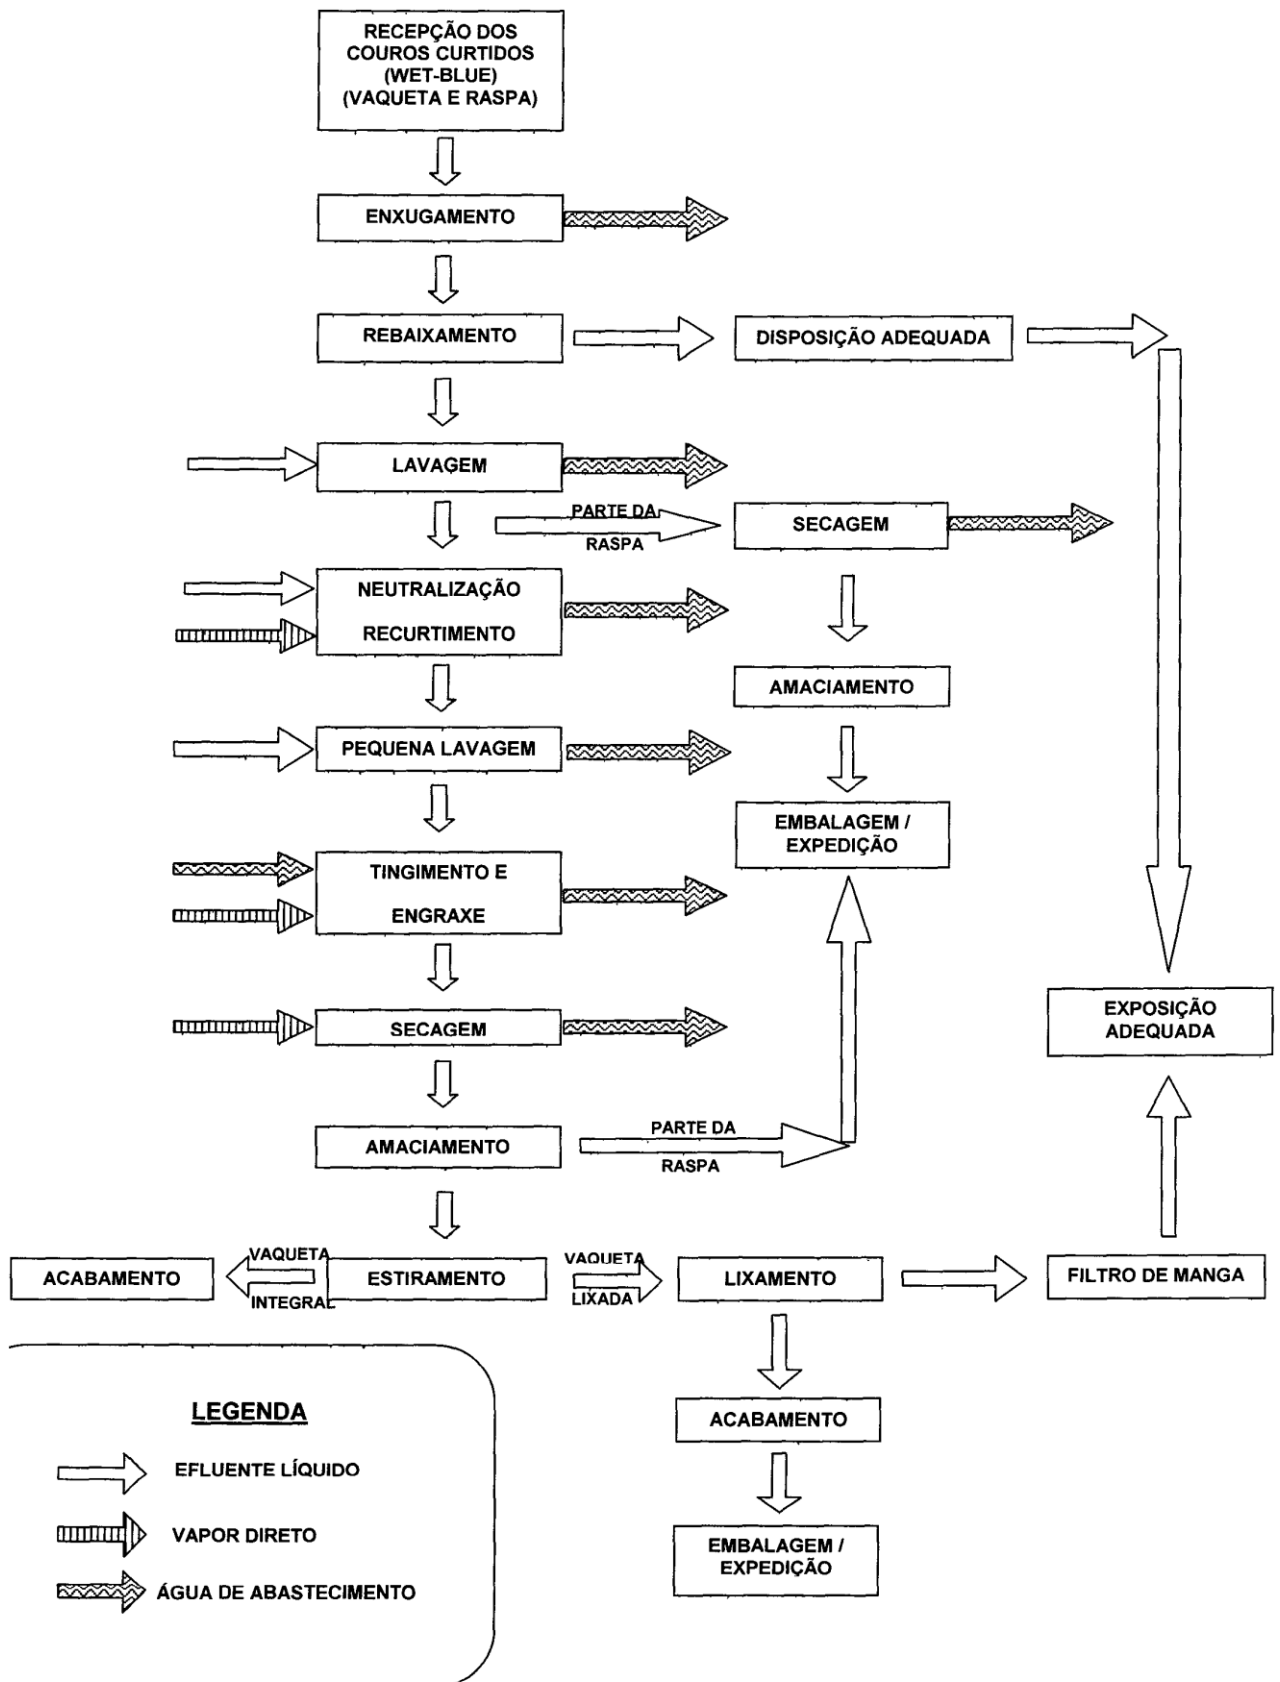 RECEPÇÃO DOS
COUROS CURTIDOS
(WET-BLUE)
(VAQUETA E RASPA)
ENXUGAMENTO
REBAIXAMENTO
DISPOSIÇÃO ADEQUADA
LAVAGEM
PARTE DA
RASPA
SECAGEM
NEUTRALIZAÇÃO
RECURTIMENTO
AMACIAMENTO
PEQUENA LAVAGEM
EMBALAGEM /
EXPEDIÇÃO
TINGIMENTO E
ENGRAXE
SECAGEM
EXPOSIÇÃO
ADEQUADA
AMACIAMENTO
PARTE DA
RASPA
ACABAMENTO
VAQUETA
INTEGRAL
ESTIRAMENTO
VAQUETA
LIXADA
LIXAMENTO
FILTRO DE MANGA
ACABAMENTO
EMBALAGEM /
EXPEDIÇÃO
LEGENDA
EFLUENTE LÍQUIDO
VAPOR DIRETO
ÁGUA DE ABASTECIMENTO